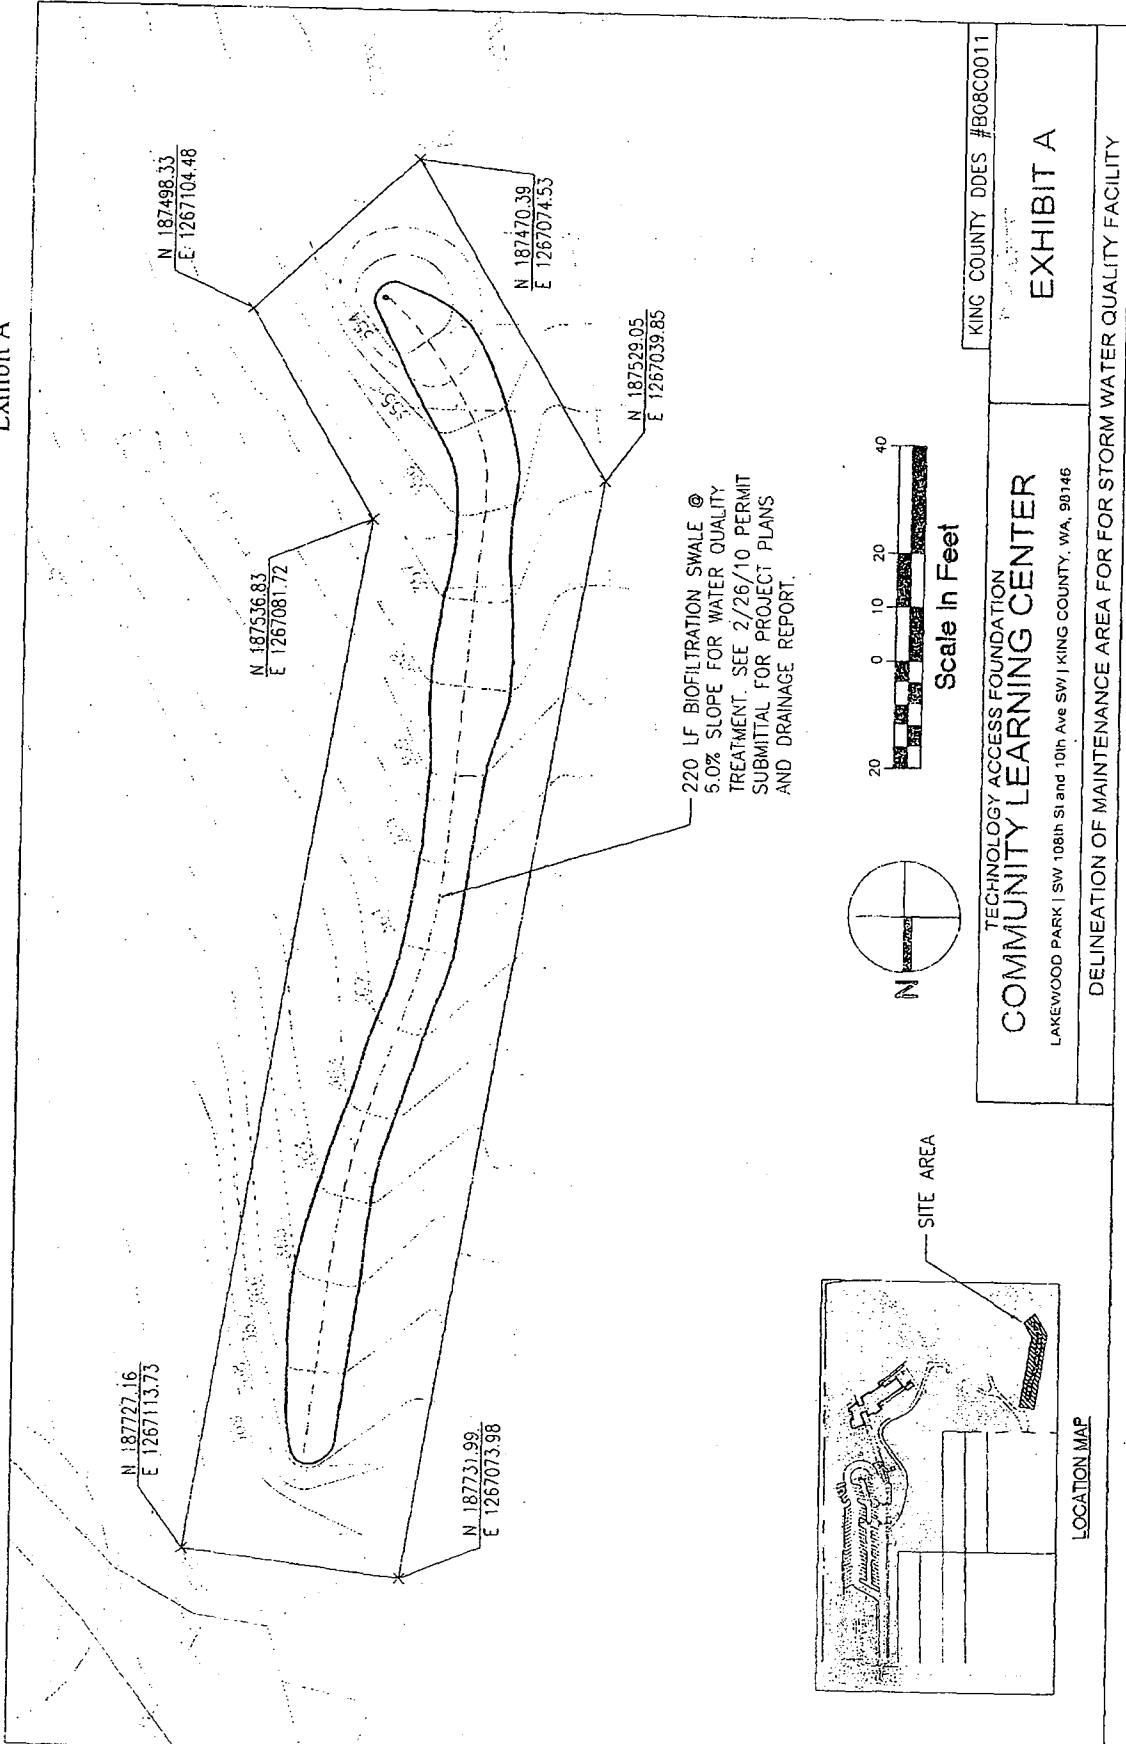 Exhibit A
N 187727.16
E 1267113.73
N 187731.99
E 1267073.98
N 187536.83
E 1267081.72
N 187498.33
E 1267104.48
N 187470.39
E 1267074.53
N 187529.05
E 1267039.85
354
355
220 LF BIOFILTRATION SWALE @
6.0% SLOPE FOR WATER QUALITY
TREATMENT. SEE 2/26/10 PERMIT
SUBMITTAL FOR PROJECT PLANS
AND DRAINAGE REPORT.
N
20 0 10 20 40
Scale In Feet
SITE AREA
LOCATION MAP
KING COUNTY DDES #B08C0011
TECHNOLOGY ACCESS FOUNDATION
COMMUNITY LEARNING CENTER
LAKEWOOD PARK | SW 108th St and 10th Ave SW | KING COUNTY, WA, 98146
EXHIBIT A
DELINEATION OF MAINTENANCE AREA FOR STORM WATER QUALITY FACILITY